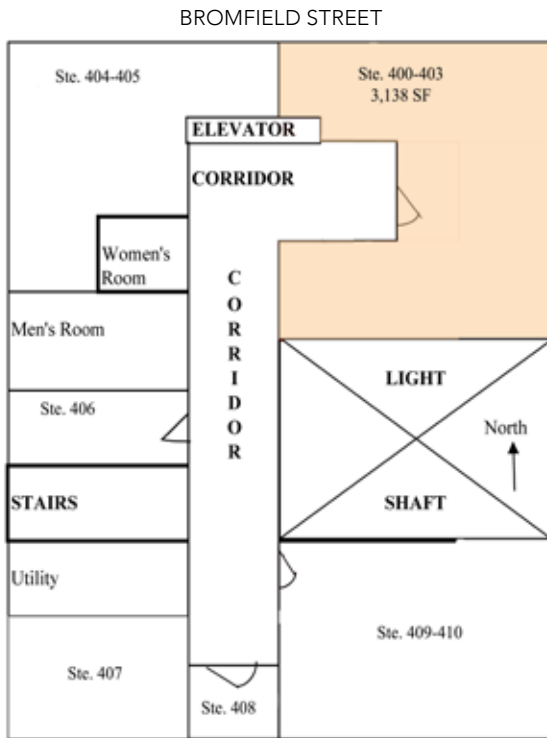 BROMFIELD STREET
Ste. 404-405
Ste. 400-403
3,138 SF
ELEVATOR
CORRIDOR
Women's
Room
C
O
R
R
I
D
O
R
Men's Room
LIGHT
Ste. 406
North
STAIRS
SHAFT
Utility
Ste. 409-410
Ste. 407
Ste. 408